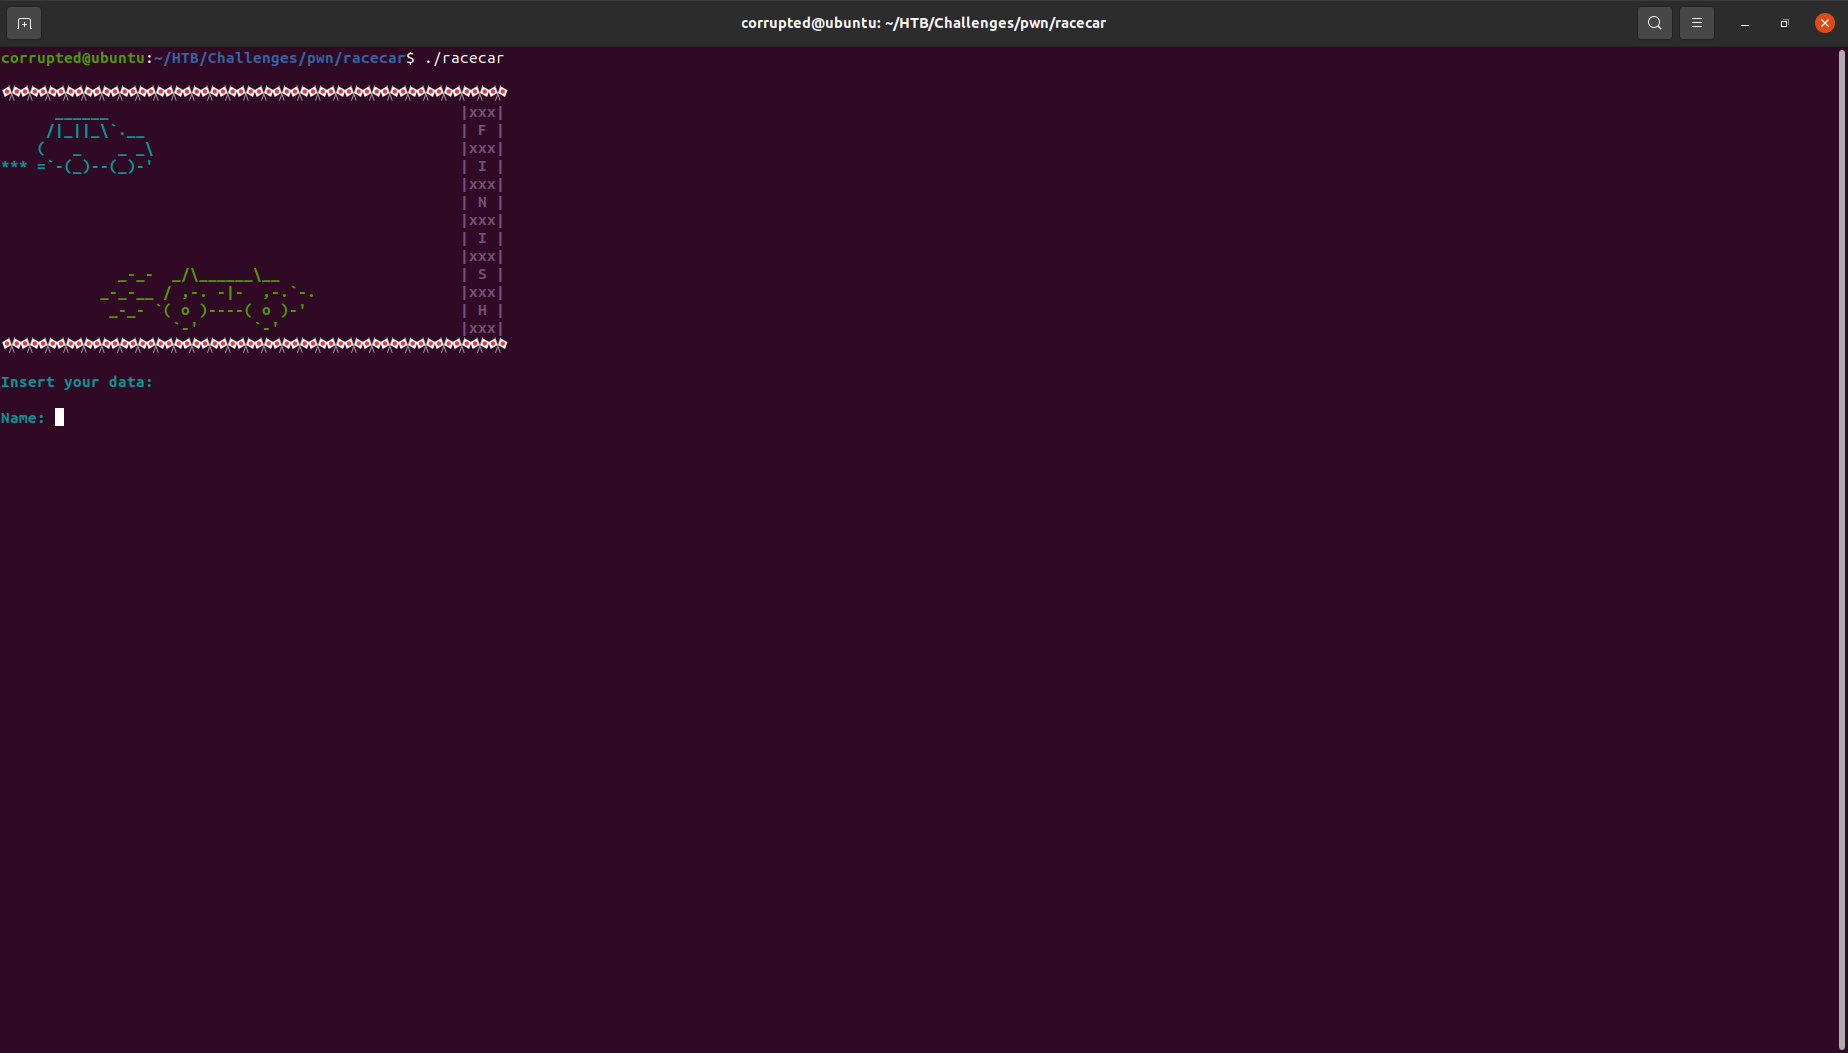 corrupted@ubuntu: ~/HTB/Challenges/pwn/racecar
corrupted@ubuntu:~/HTB/Challenges/pwn/racecar$ ./racecar
      ______                                       |xxx|
     /|_||_\`.__                                   | F |
    (   _    _ _\                                  |xxx|
*** =`-(_)--(_)-'                                  | I |
                                                   |xxx|
                                                   | N |
                                                   |xxx|
                                                   | I |
                                                   |xxx|
             _-_-  _/\______\__                    | S |
           _-_-__ / ,-. -|-  ,-.`-.                |xxx|
            _-_- `( o )----( o )-'                 | H |
                   `-'      `-'                    |xxx|
Insert your data:
Name: